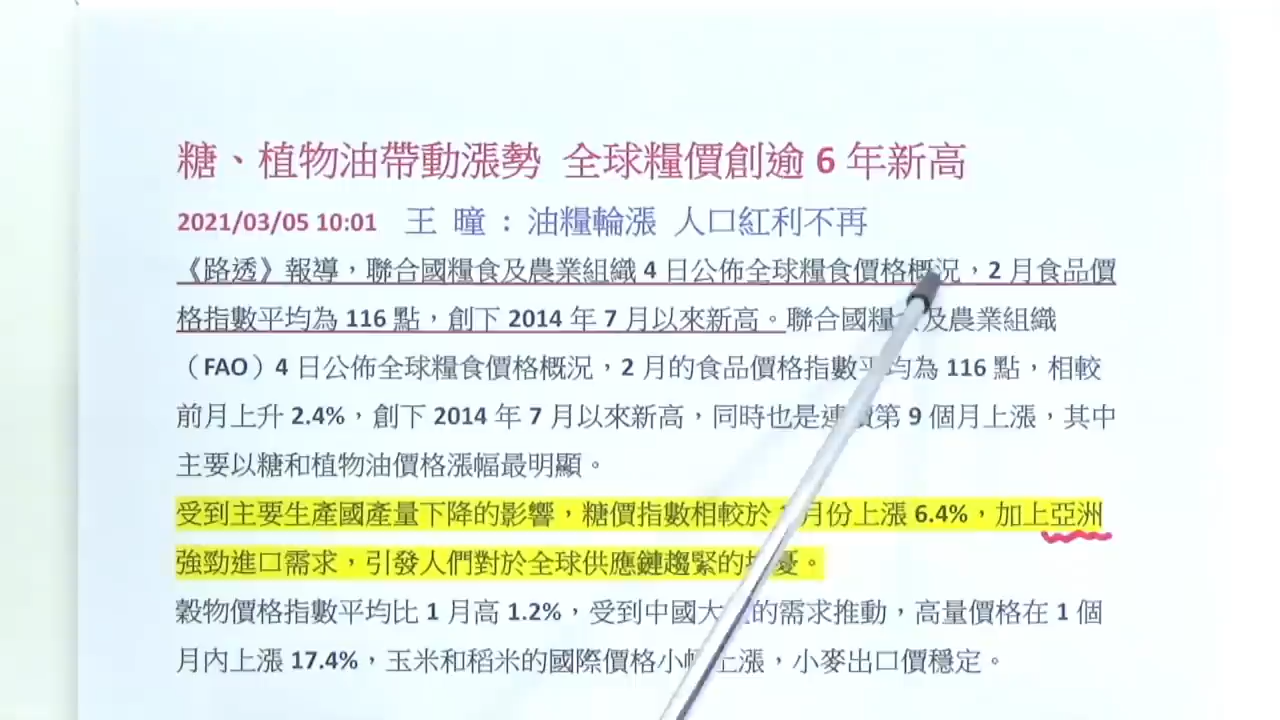 糖、植物油帶動漲勢 全球糧價創逾 6 年新高
2021/03/05 10:01 王 曈：油糧輪漲 人口紅利不再
《路透》報導，聯合國糧食及農業組織 4 日公佈全球糧食價格概況，2 月食品價
格指數平均為 116 點，創下 2014 年 7 月以來新高。聯合國糧及農業組織
（FAO）4 日公佈全球糧食價格概況，2 月的食品價格指數平均為 116 點，相較
前月上升 2.4%，創下 2014 年 7 月以來新高，同時也是連續第 9 個月上漲，其中
主要以糖和植物油價格漲幅最明顯。
受到主要生產國產量下降的影響，糖價指數相較於 月份上漲 6.4%，加上亞洲
強勁進口需求，引發人們對於全球供應鏈趨緊的擔憂。
穀物價格指數平均比 1 月高 1.2%，受到中國大的需求推動，高量價格在 1 個
月內上漲 17.4%，玉米和稻米的國際價格小上漲，小麥出口價穩定。